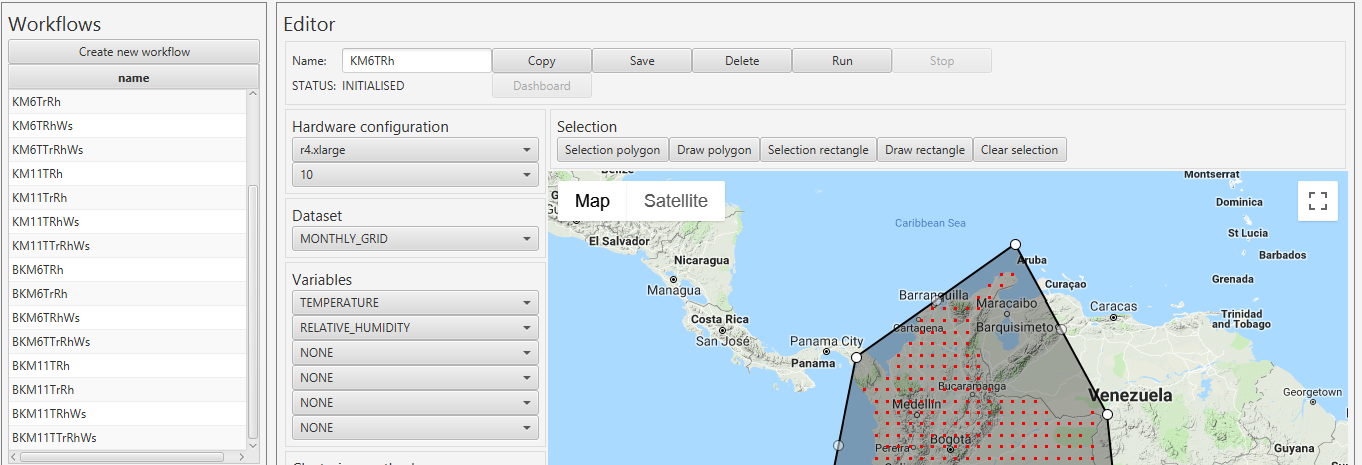 Workflows
Create new workflow
name
KM6TrRh
KM6TRhWs
KM6TTrRhWs
KM11TRh
KM11TrRh
KM11TRhWs
KM11TTrRhWs
BKM6TRh
BKM6TrRh
BKM6TRhWs
BKM6TTrRhWs
BKM11TRh
BKM11TrRh
BKM11TRhWs
BKM11TTrRhWs
Editor
Name: KM6TRh Copy Save Delete Run Stop
STATUS: INITIALISED Dashboard
Hardware configuration
r4.xlarge
10
Dataset
MONTHLY_GRID
Variables
TEMPERATURE
RELATIVE_HUMIDITY
NONE
NONE
NONE
NONE
Selection
Selection polygon Draw polygon Selection rectangle Draw rectangle Clear selection
Map Satellite
Montserrat
Dominica
Caribbean Sea
St Lucia
El Salvador
Barbados
Nicaragua
Aruba
Grenada
Managua
Curaçao
Barranquilla
Maracaibo
Caracas
Trinidad
and Tobago
Costa Rica
Cartagena
Barquisimeto
San José
Panama City
Panama
Bucaramanga
Venezuela
Georgetown
Medellín
Bogotá
Pereira
Guyana